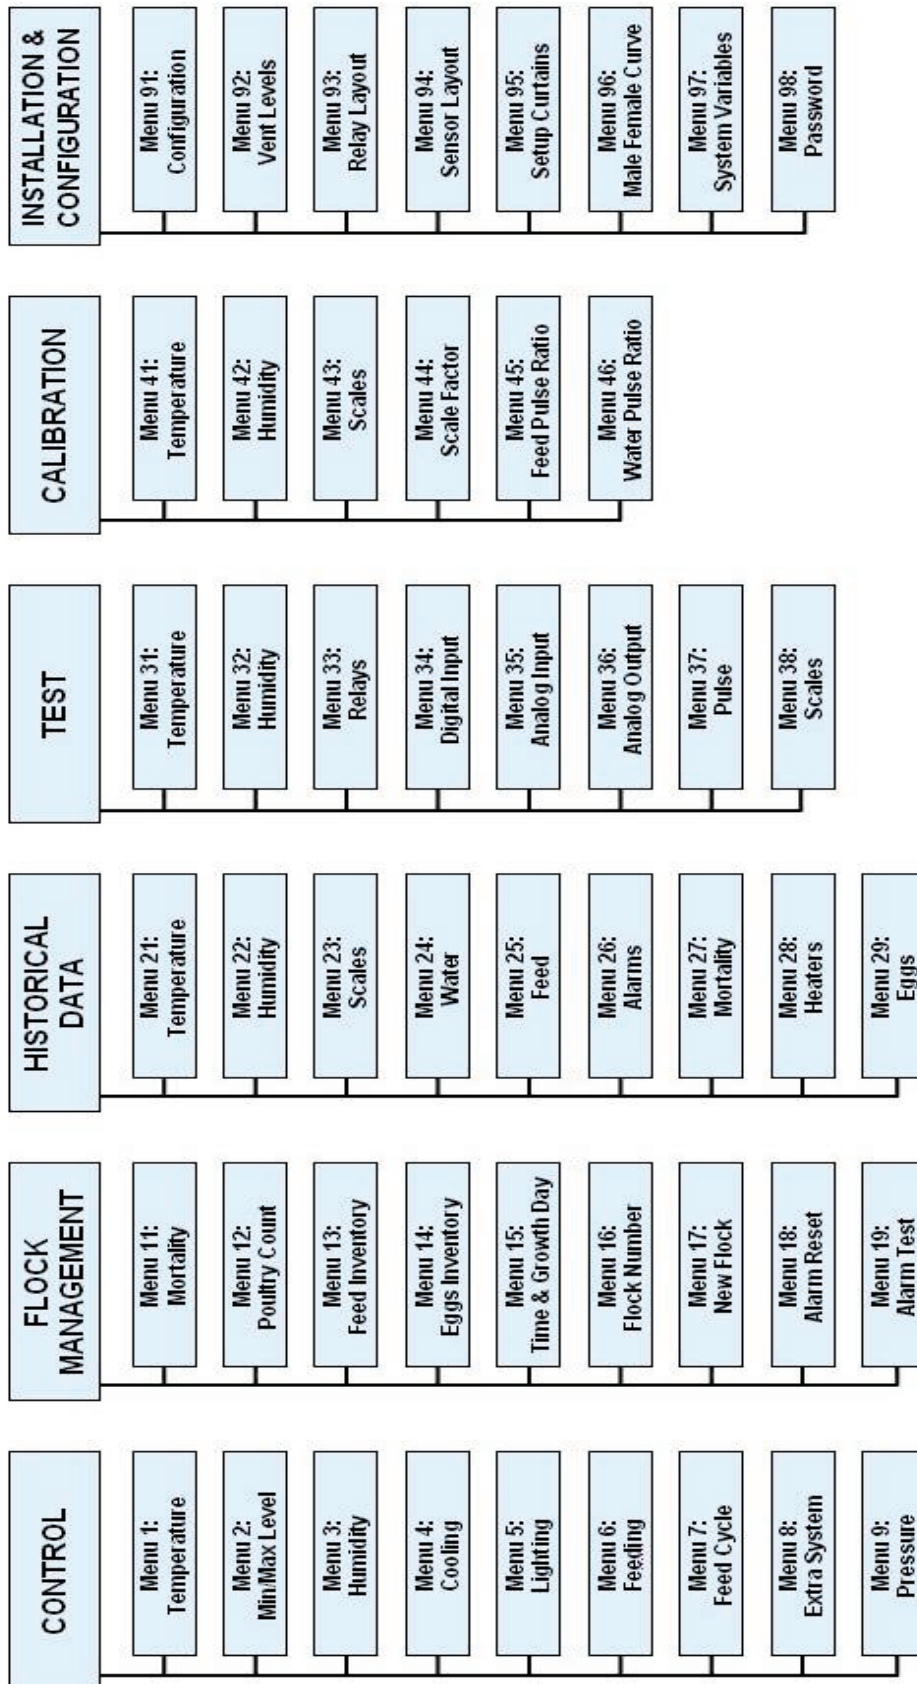 CONTROL
Menu 1:
Temperature
Menu 2:
Min/Max Level
Menu 3:
Humidity
Menu 4:
Cooling
Menu 5:
Lighting
Menu 6:
Feeding
Menu 7:
Feed Cycle
Menu 8:
Extra System
Menu 9:
Pressure
FLOCK
MANAGEMENT
Menu 11:
Mortality
Menu 12:
Poultry Count
Menu 13:
Feed Inventory
Menu 14:
Eggs Inventory
Menu 15:
Time & Growth Day
Menu 16:
Flock Number
Menu 17:
New Flock
Menu 18:
Alarm Reset
Menu 19:
Alarm Test
HISTORICAL
DATA
Menu 21:
Temperature
Menu 22:
Humidity
Menu 23:
Scales
Menu 24:
Water
Menu 25:
Feed
Menu 26:
Alarms
Menu 27:
Mortality
Menu 28:
Heaters
Menu 29:
Eggs
TEST
Menu 31:
Temperature
Menu 32:
Humidity
Menu 33:
Relays
Menu 34:
Digital Input
Menu 35:
Analog Input
Menu 36:
Analog Output
Menu 37:
Pulse
Menu 38:
Scales
CALIBRATION
Menu 41:
Temperature
Menu 42:
Humidity
Menu 43:
Scales
Menu 44:
Scale Factor
Menu 45:
Feed Pulse Ratio
Menu 46:
Water Pulse Ratio
INSTALLATION &
CONFIGURATION
Menu 91:
Configuration
Menu 92:
Vent Levels
Menu 93:
Relay Layout
Menu 94:
Sensor Layout
Menu 95:
Setup Curtains
Menu 96:
Male Female Curve
Menu 97:
System Variables
Menu 98:
Password